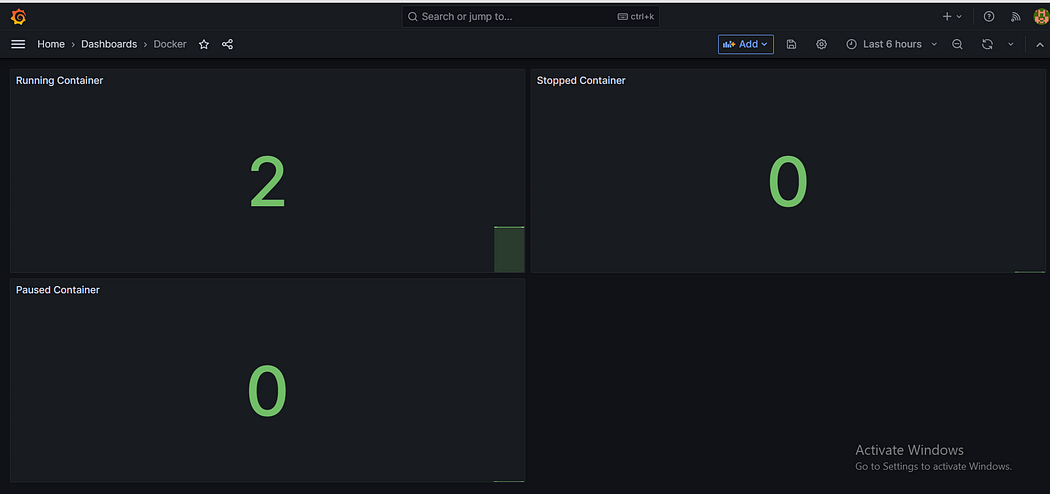 Search or jump to... ctrl+k
Home › Dashboards › Docker Add Last 6 hours
Running Container
2
Stopped Container
0
Paused Container
0
Activate Windows
Go to Settings to activate Windows.